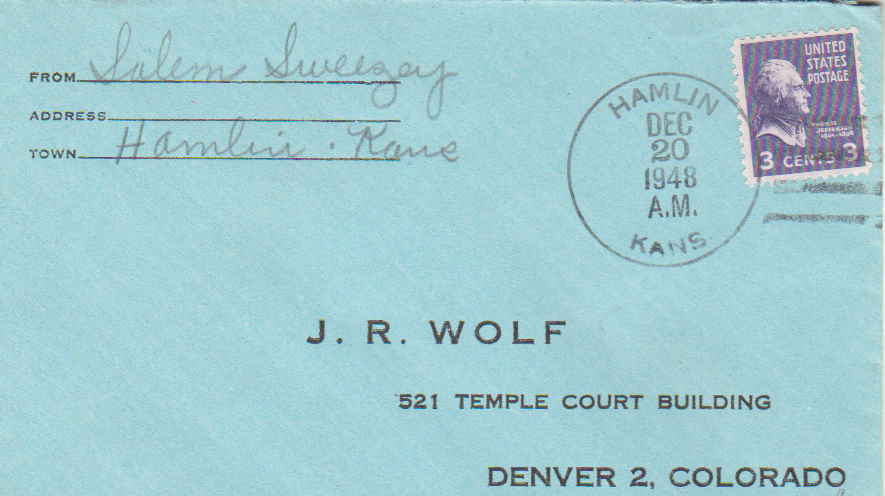 FROM Salem Sweezey
ADDRESS
TOWN Hamlin. Kans
HAMLIN
DEC
20
1948
A.M.
KANS
UNITED
STATES
POSTAGE
3 CENTS 3
J. R. WOLF
521 TEMPLE COURT BUILDING
DENVER 2, COLORADO